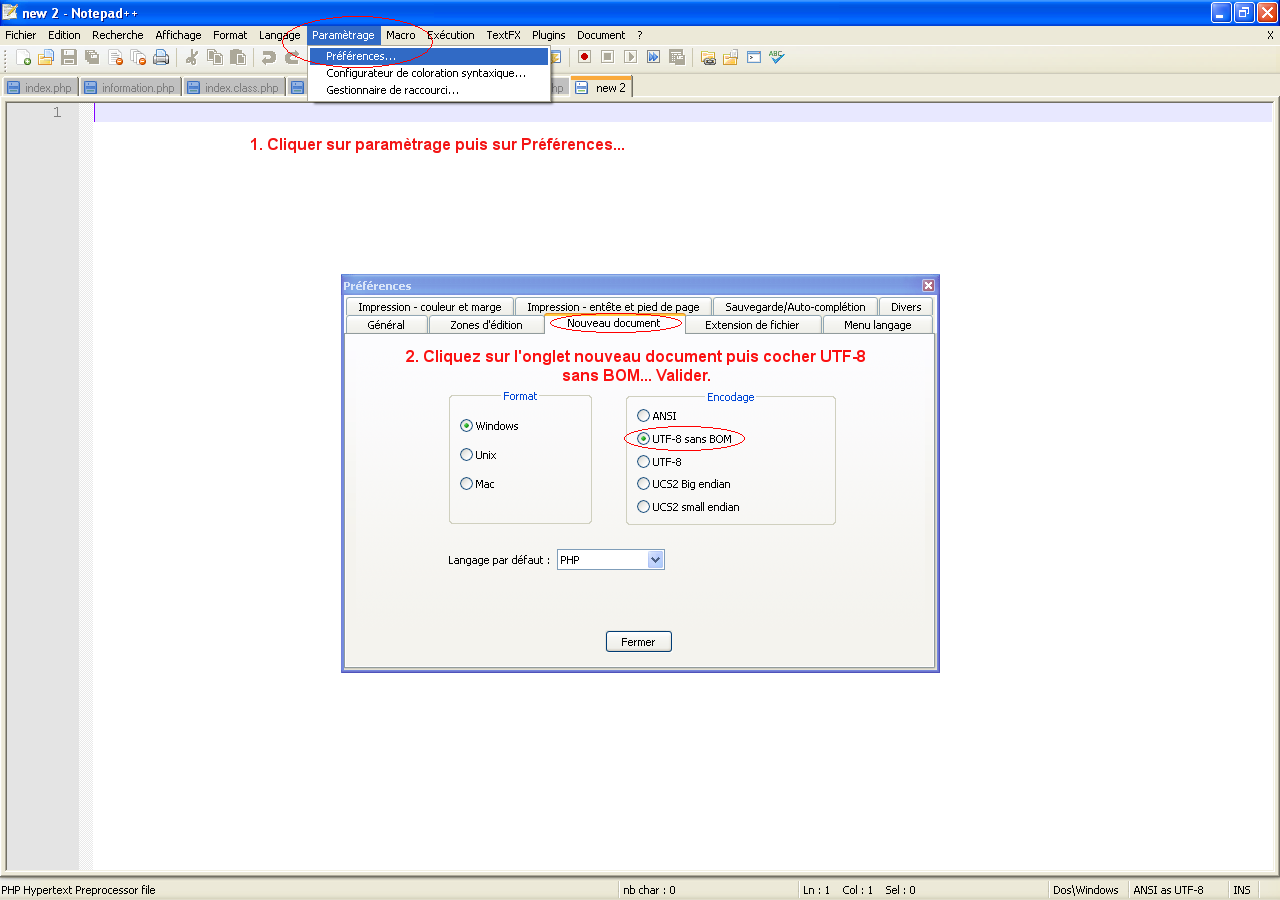 new 2 - Notepad++
Fichier Edition Recherche Affichage Format Langage Paramètrage Macro Exécution TextFX Plugins Document ? X
Préférences...
Configurateur de coloration syntaxique...
Gestionnaire de raccourci...
index.php information.php index.class.php hp new 2
1
1. Cliquer sur paramètrage puis sur Préférences...
Préférences
Impression - couleur et marge Impression - entête et pied de page Sauvegarde/Auto-complétion Divers
Général Zones d'édition Nouveau document Extension de fichier Menu langage
2. Cliquez sur l'onglet nouveau document puis cocher UTF-8
sans BOM... Valider.
Format Encodage
ANSI
Windows
UTF-8 sans BOM
Unix
UTF-8
Mac UCS2 Big endian
UCS2 small endian
Langage par défaut : PHP
Fermer
PHP Hypertext Preprocessor file nb char : 0 Ln : 1 Col : 1 Sel : 0 Dos\Windows ANSI as UTF-8 INS